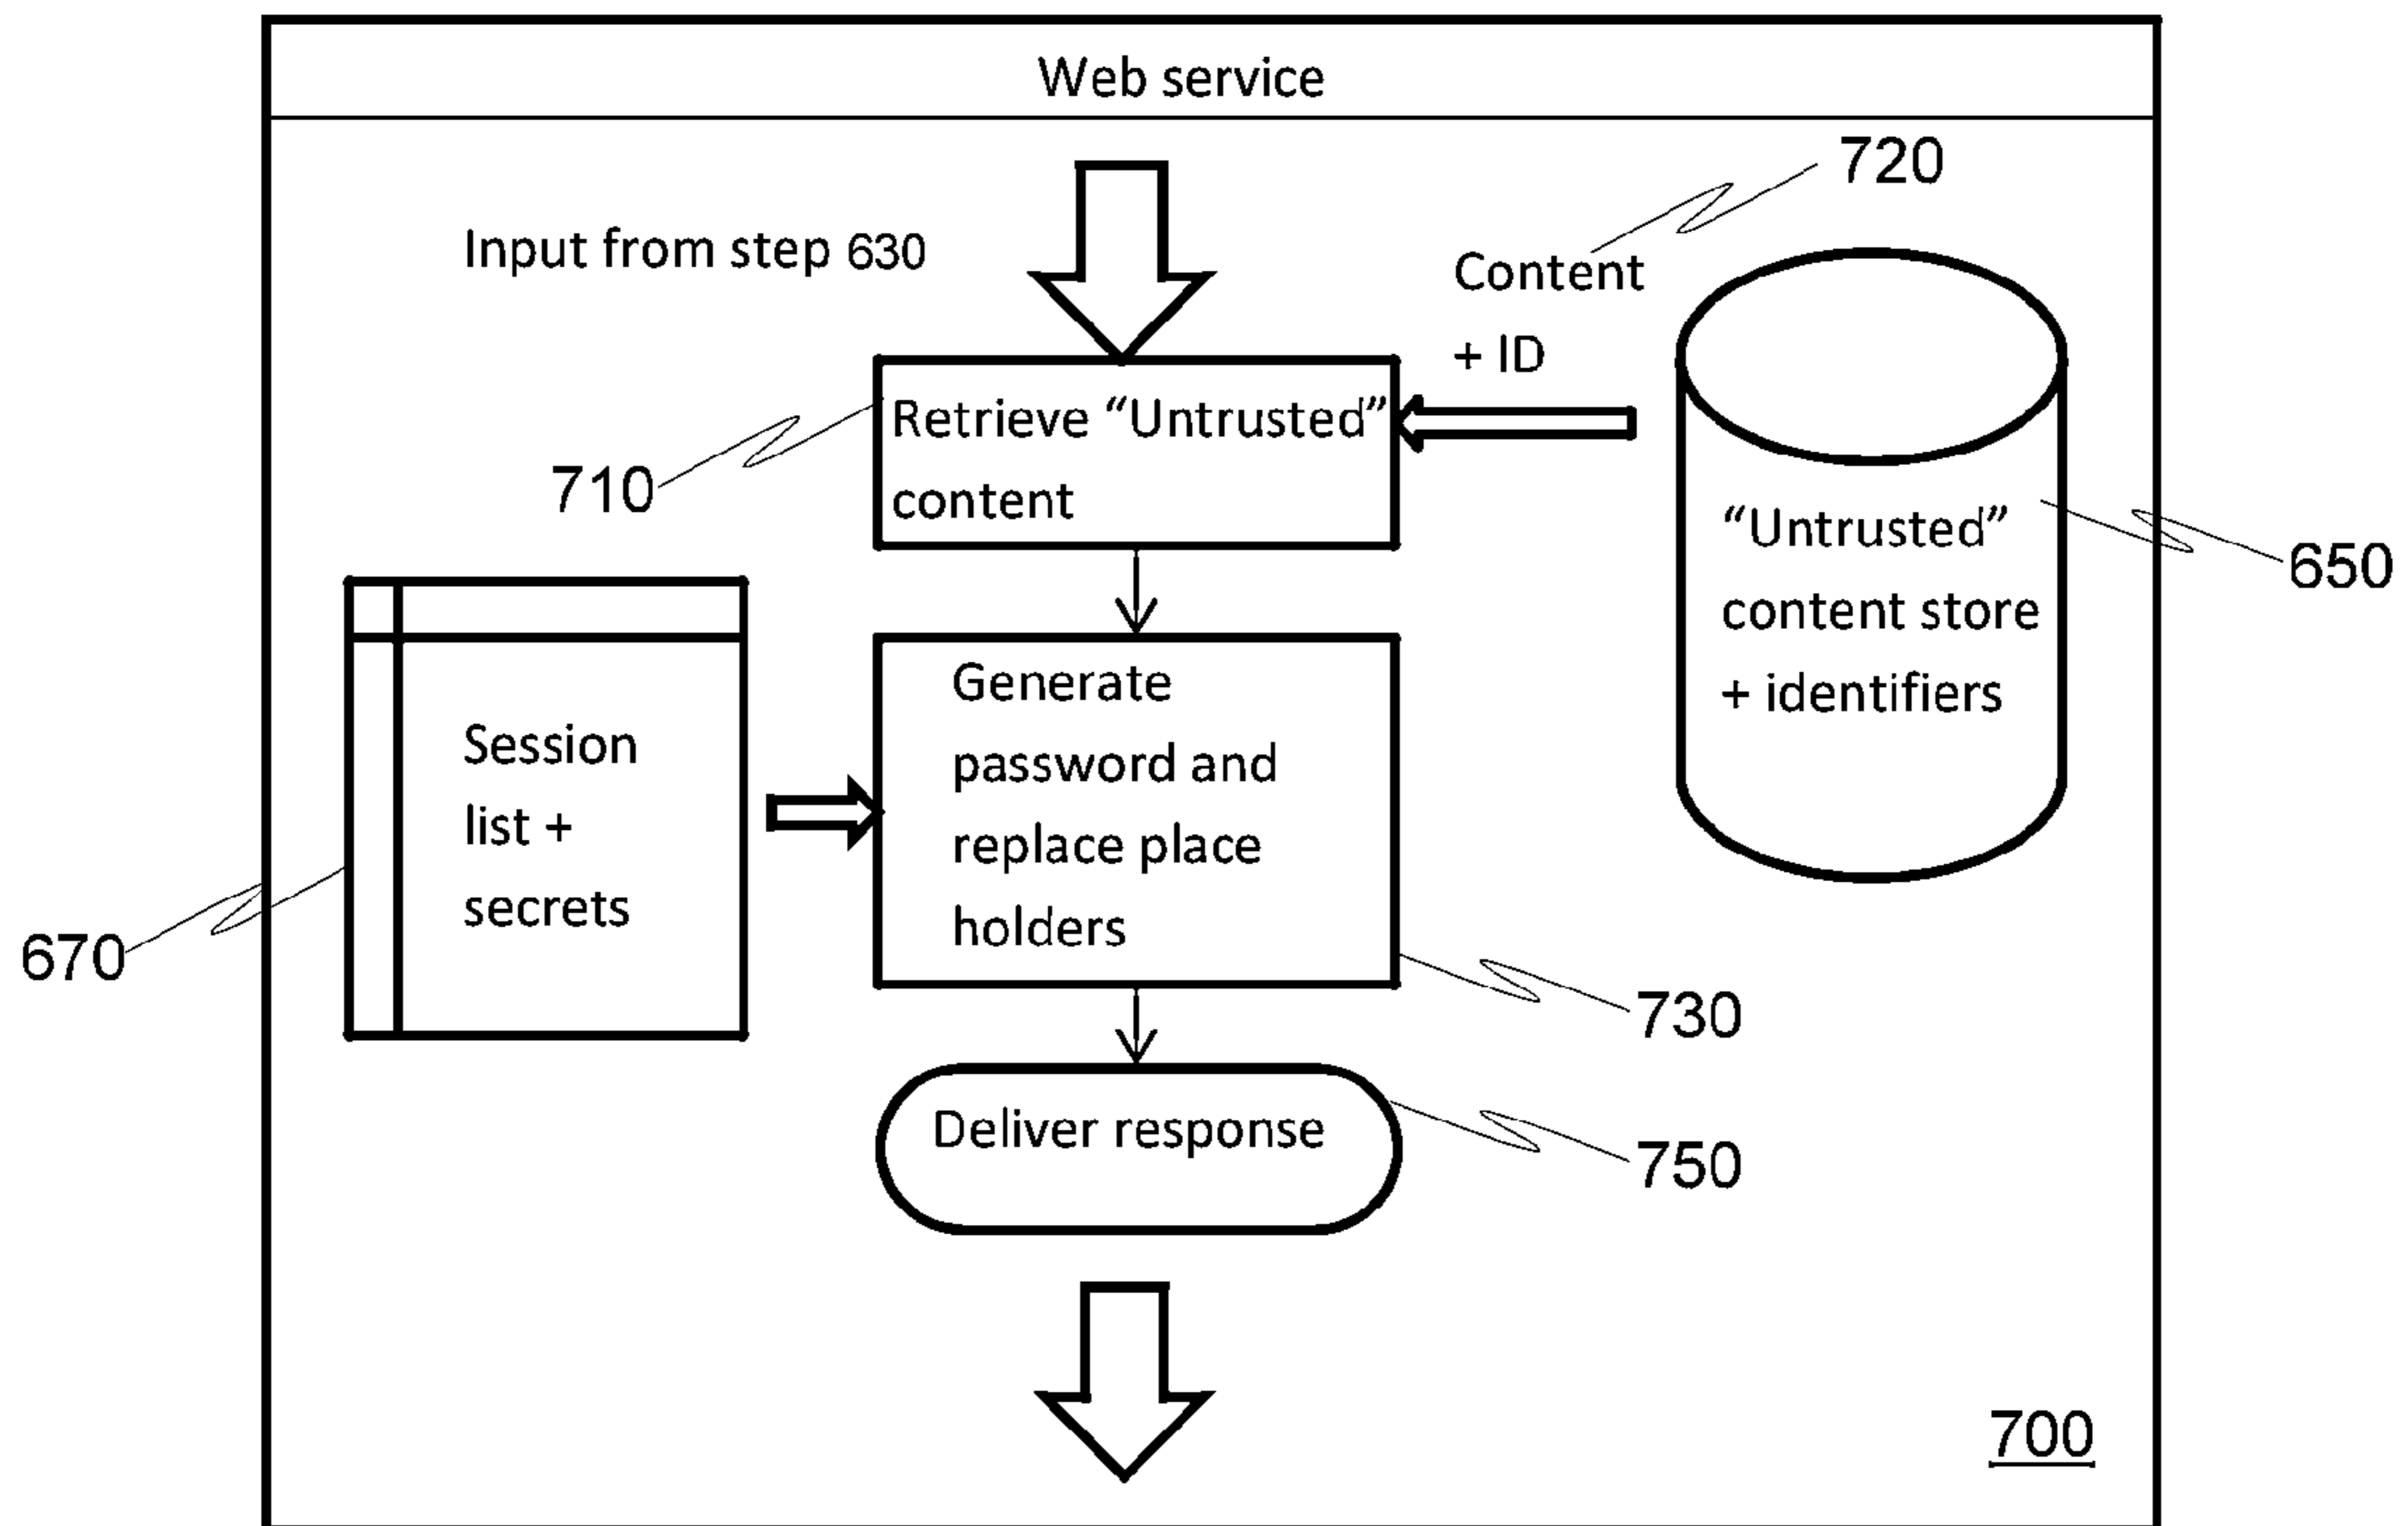 Web service
720
Input from step 630
Content
+ ID
Retrieve “Untrusted”
content
710
“Untrusted”
content store
+ identifiers
650
Session
list +
secrets
670
Generate
password and
replace place
holders
730
Deliver response
750
700